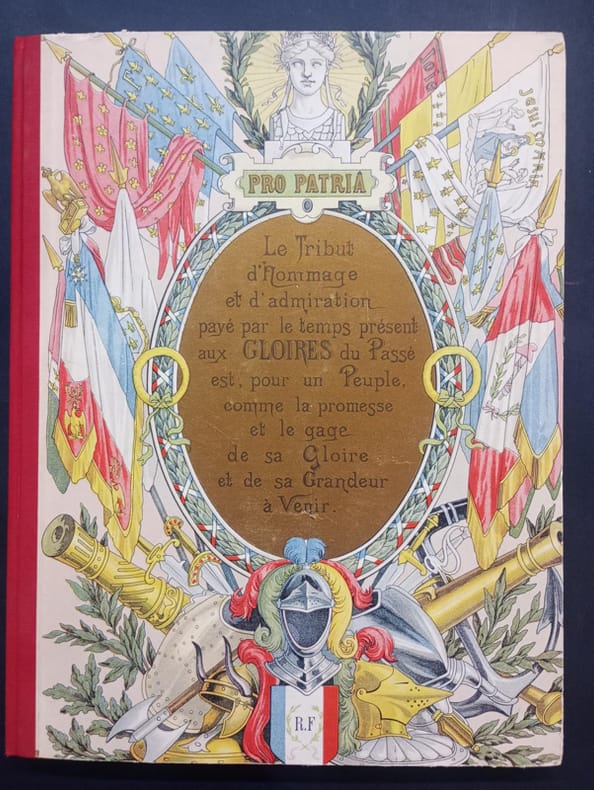 PRO PATRIA
Le Tribut
d'Hommage
et d'admiration
payé par le temps présent
aux GLOIRES du Passé
est, pour un Peuple,
comme la promesse
et le gage
de sa Gloire
et de sa Grandeur
à Venir.
R.F